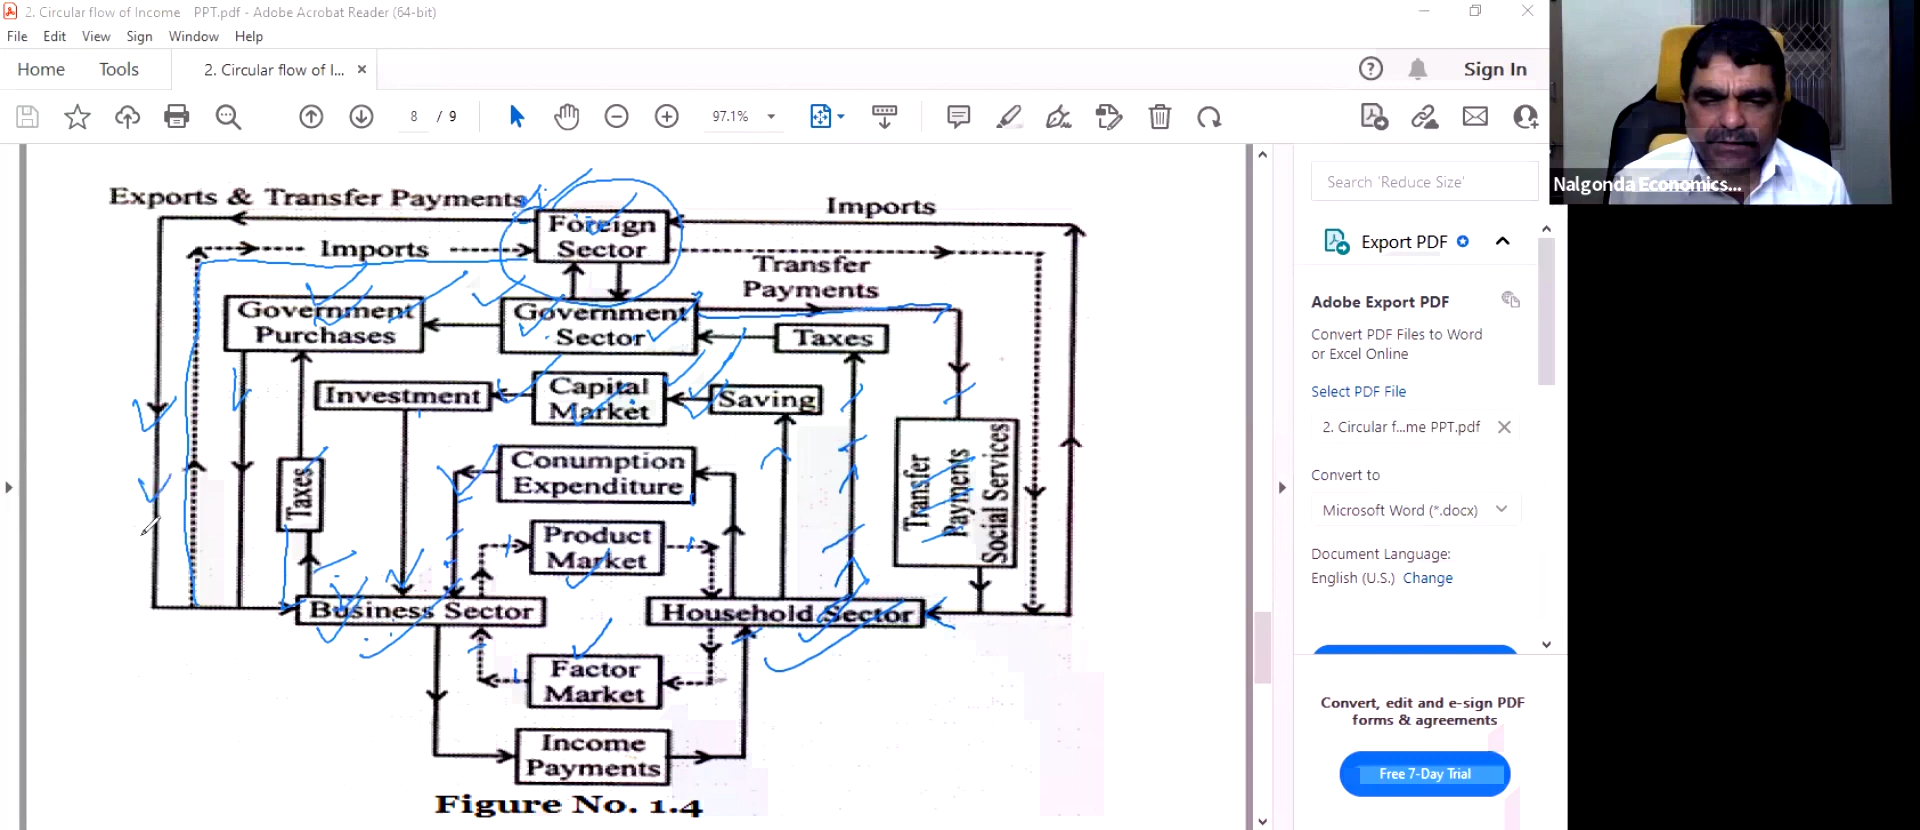 2. Circular flow of Income PPT.pdf - Adobe Acrobat Reader (64-bit)
File Edit View Sign Window Help
Home Tools
2. Circular flow of I... ×
Sign In
8 / 9
97.1%
Exports & Transfer Payments
Foreign
Sector
Imports
Imports
Transfer
Payments
Government
Purchases
Government
Sector
Taxes
Investment
Capital
Market
Saving
Conumption
Expenditure
Taxes
Product
Market
Transfer
Payments
Social Services
Business Sector
Household Sector
Factor
Market
Income
Payments
Figure No. 1.4
Search 'Reduce Size'
Export PDF
Adobe Export PDF
Convert PDF Files to Word
or Excel Online
Select PDF File
2. Circular f...me PPT.pdf
Convert to
Microsoft Word (*.docx)
Document Language:
English (U.S.) Change
Convert, edit and e-sign PDF
forms & agreements
Free 7-Day Trial
Nalgonda Economics...